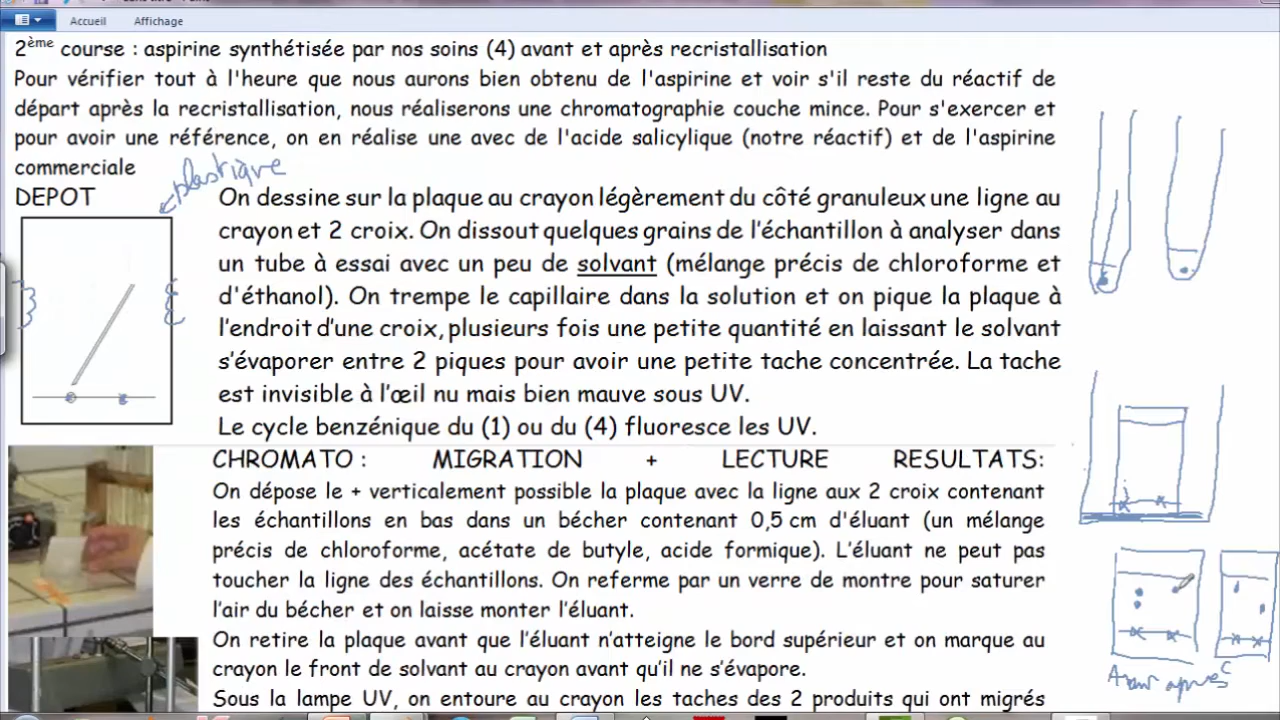 Accueil Affichage
2ème course : aspirine synthétisée par nos soins (4) avant et après recristallisation
Pour vérifier tout à l'heure que nous aurons bien obtenu de l'aspirine et voir s'il reste du réactif de
départ après la recristallisation, nous réaliserons une chromatographie couche mince. Pour s'exercer et
pour avoir une référence, on en réalise une avec de l'acide salicylique (notre réactif) et de l'aspirine
commerciale
plastique
DEPOT
On dessine sur la plaque au crayon légèrement du côté granuleux une ligne au
crayon et 2 croix. On dissout quelques grains de l'échantillon à analyser dans
un tube à essai avec un peu de solvant (mélange précis de chloroforme et
d'éthanol). On trempe le capillaire dans la solution et on pique la plaque à
l'endroit d'une croix, plusieurs fois une petite quantité en laissant le solvant
s'évaporer entre 2 piques pour avoir une petite tache concentrée. La tache
est invisible à l'œil nu mais bien mauve sous UV.
Le cycle benzénique du (1) ou du (4) fluoresce les UV.
CHROMATO : MIGRATION + LECTURE RESULTATS:
On dépose le + verticalement possible la plaque avec la ligne aux 2 croix contenant
les échantillons en bas dans un bécher contenant 0,5 cm d'éluant (un mélange
précis de chloroforme, acétate de butyle, acide formique). L'éluant ne peut pas
toucher la ligne des échantillons. On referme par un verre de montre pour saturer
l'air du bécher et on laisse monter l'éluant.
On retire la plaque avant que l'éluant n'atteigne le bord supérieur et on marque au
crayon le front de solvant au crayon avant qu'il ne s'évapore.
Sous la lampe UV, on entoure au crayon les taches des 2 produits qui ont migrés
Avant après